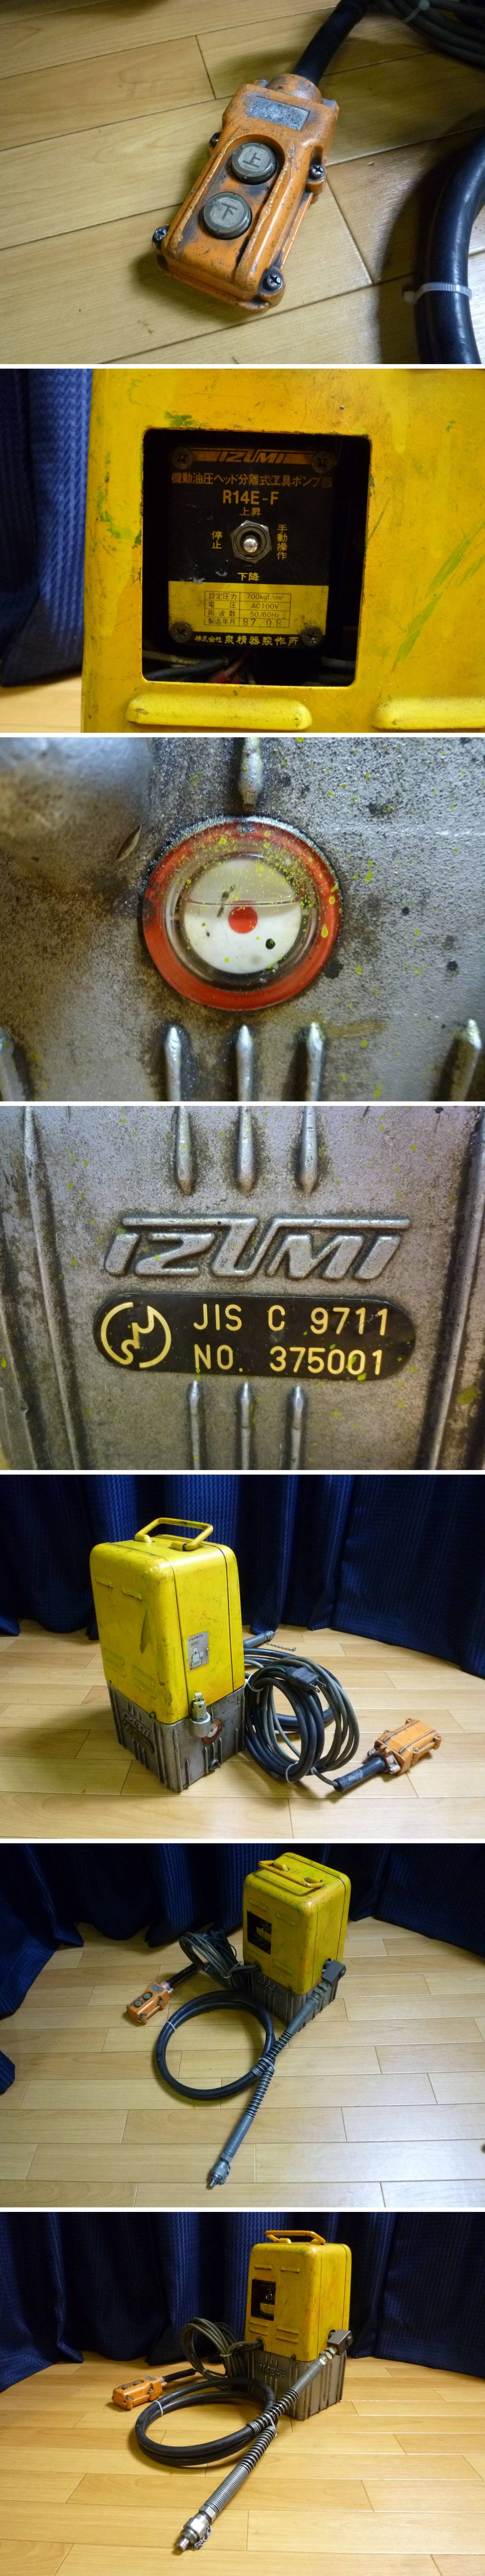 上
下
IZUMI
機動油圧ヘッド分離式工具ポンプ部
R14E-F
上昇
停止
手動操作
下降
設定圧力 700kgf/cm²
電圧 AC100V
周波数 50/60Hz
製造年月 87.08
株式会社 泉精器製作所
IZUMI
JIS C 9711
NO. 375001
IZUMI